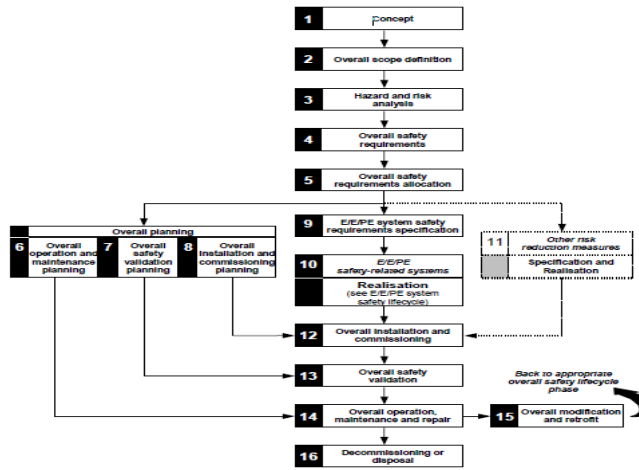 1 Concept
2 Overall scope definition
3 Hazard and risk
analysis
4 Overall safety
requirements
5 Overall safety
requirements allocation
Overall planning
6 Overall
operation and
maintenance
planning
7 Overall
safety
validation
planning
8 Overall
installation and
commissioning
planning
9 E/E/PE system safety
requirements specification
10 E/E/PE
safety-related systems
Realisation
(see E/E/PE system
safety lifecycle)
11 Other risk
reduction measures
Specification and
Realisation
12 Overall installation and
commissioning
13 Overall safety
validation
Back to appropriate
overall safety lifecycle
phase
14 Overall operation,
maintenance and repair
15 Overall modification
and retrofit
16 Decommissioning or
disposal